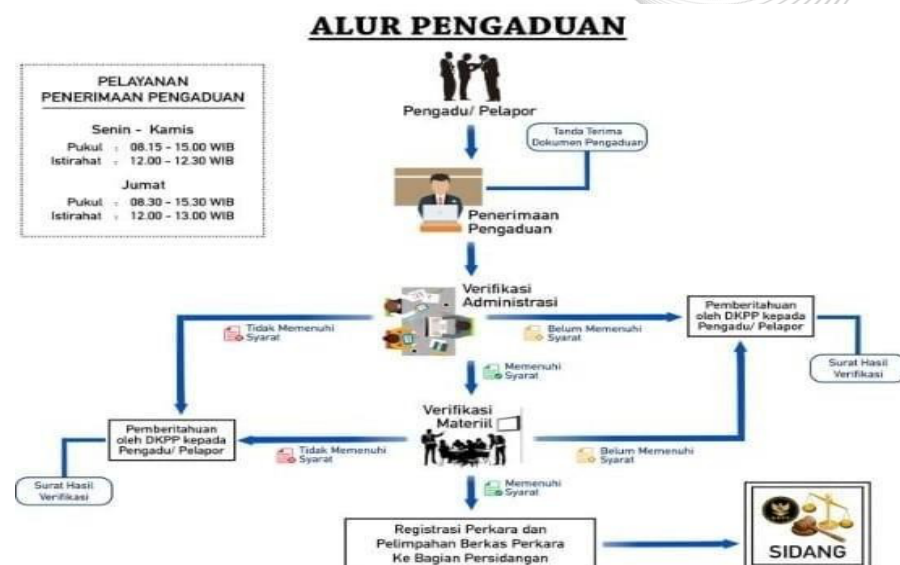 ALUR PENGADUAN
PELAYANAN
PENERIMAAN PENGADUAN
Senin - Kamis
Pukul : 08.15 - 15.00 WIB
Istirahat : 12.00 - 12.30 WIB
Jumat
Pukul : 08.30 - 15.30 WIB
Istirahat : 12.00 - 13.00 WIB
Pengadu/ Pelapor
Tanda Terima
Dokumen Pengaduan
Penerimaan
Pengaduan
Verifikasi
Administrasi
Tidak Memenuhi
Syarat
Belum Memenuhi
Syarat
Pemberitahuan
oleh DKPP kepada
Pengadu/ Pelapor
Surat Hasil
Verifikasi
Memenuhi
Syarat
Verifikasi
Materiil
Pemberitahuan
oleh DKPP kepada
Pengadu/ Pelapor
Tidak Memenuhi
Syarat
Belum Memenuhi
Syarat
Surat Hasil
Verifikasi
Memenuhi
Syarat
Registrasi Perkara dan
Pelimpahan Berkas Perkara
Ke Bagian Persidangan
SIDANG